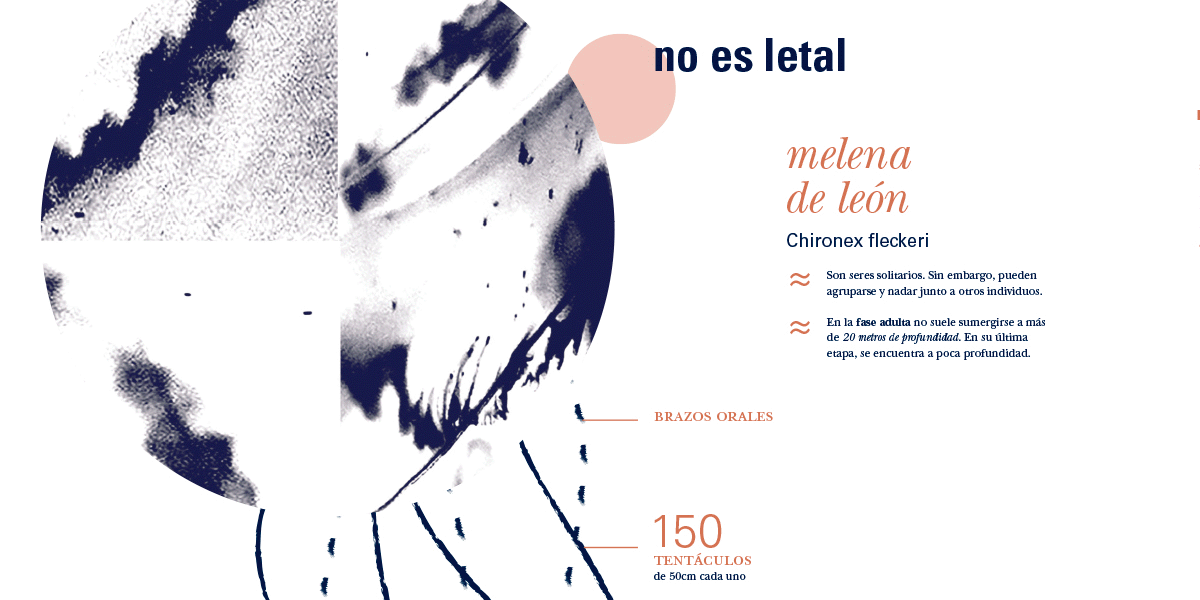 no es letal
melena
de león
Chironex fleckeri
≈ Son seres solitarios. Sin embargo, pueden
agruparse y nadar junto a otros individuos.
≈ En la fase adulta no suele sumergirse a más
de 20 metros de profundidad. En su última
etapa, se encuentra a poca profundidad.
BRAZOS ORALES
150
TENTÁCULOS
de 50cm cada uno